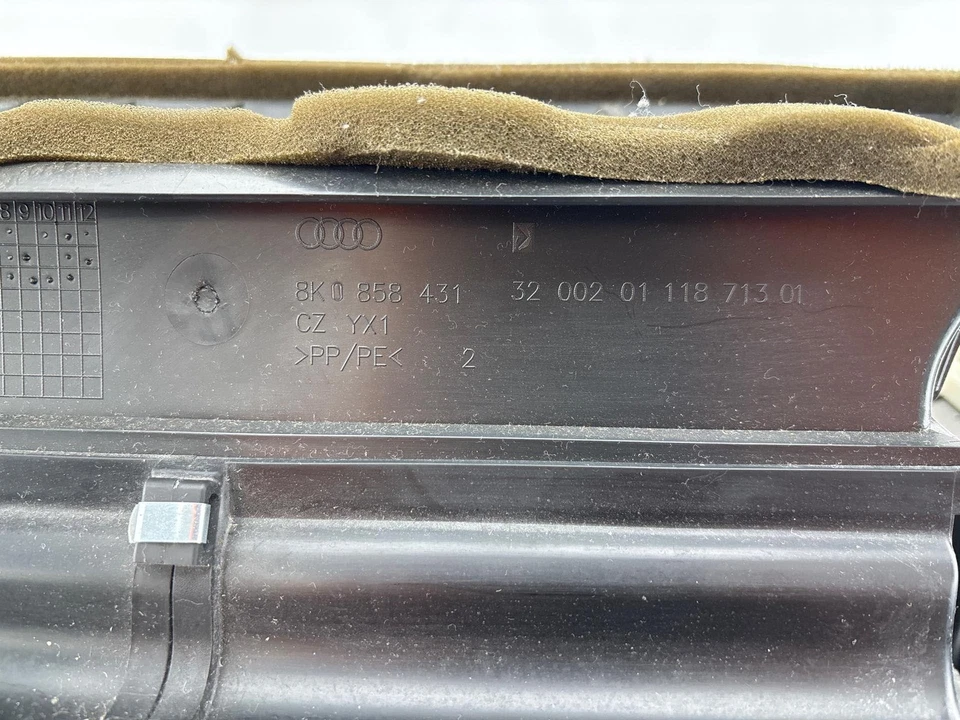 8 9 10 11 12
8K0 858 431 32 002 01 118 713 01
CZ YX1
>PP/PE< 2